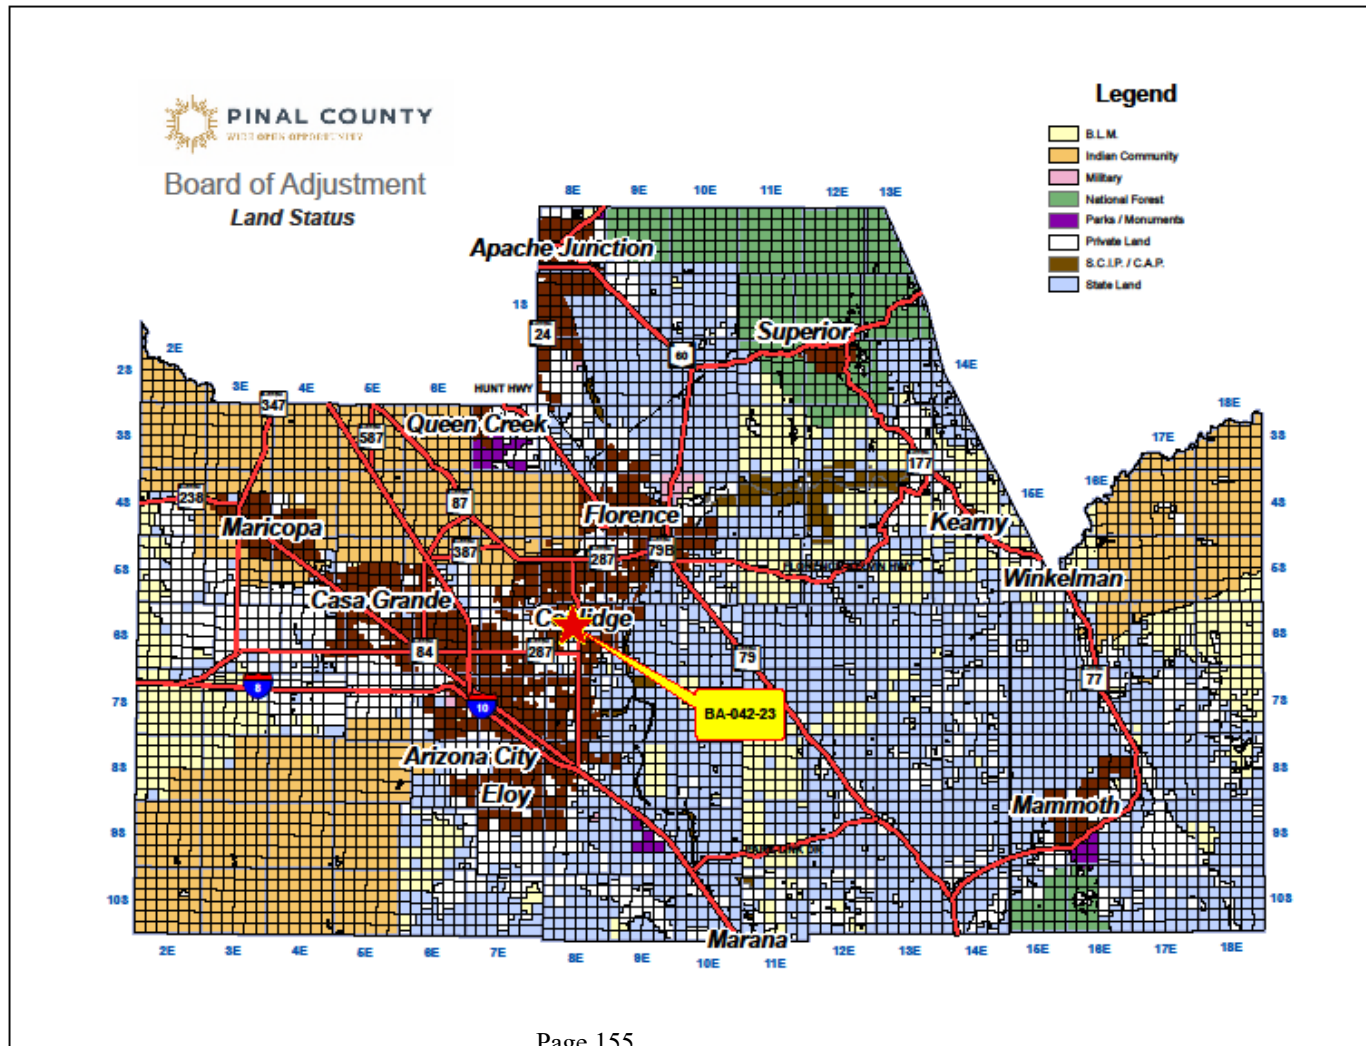 PINAL COUNTY
WIDE OPEN OPPORTUNITY
Board of Adjustment
Land Status
Legend
B.L.M.
Indian Community
Military
National Forest
Parks / Monuments
Private Land
S.C.I.P. / C.A.P.
State Land
8E 9E 10E 11E 12E 13E
Apache Junction
1S
24
Superior
60
2E
2S
14E
3E 4E 5E 6E HUNT HWY
347
18E
587
Queen Creek
3S
17E
3S
177
16E
238
4S
87
15E
4S
Maricopa
Florence
Kearny
387
287
79B
5S
5S
Winkelman
Casa Grande
Coolidge
6S
6S
84
287
79
77
8
7S
10
BA-042-23
7S
Arizona City
8S
8S
Eloy
Mammoth
9S
9S
10S
10S
Marana
2E 3E 4E 5E 6E 7E 8E 9E 10E 11E 12E 13E 15E 16E 17E 18E
Page 155